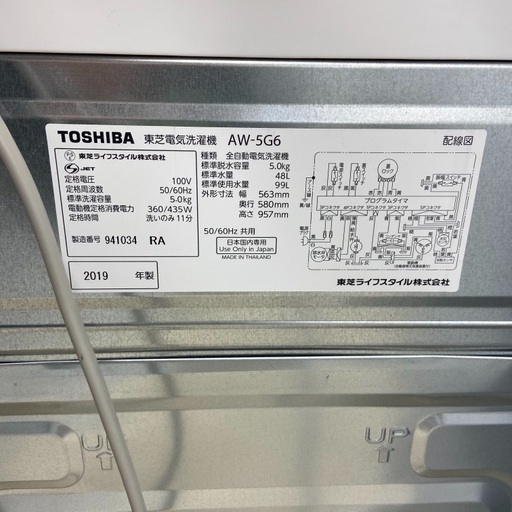 TOSHIBA 東芝電気洗濯機 AW-5G6
配線図
東芝ライフスタイル株式会社
S-JET
定格電圧 100V
定格周波数 50/60Hz
標準洗濯容量 5.0kg
電動機定格消費電力 360/435W
定格時間 洗いのみ11分
製造番号 941034 RA
2019 年製
種類 全自動電気洗濯機
標準脱水容量 5.0kg
標準水量 48L
標準使用水量 99L
外形寸法 幅 563mm
奥行 580mm
高さ 957mm
50/60Hz 共用
日本国内専用
Use Only in Japan
MADE IN THAILAND
プログラムタイマ
東芝ライフスタイル株式会社
UP
UP